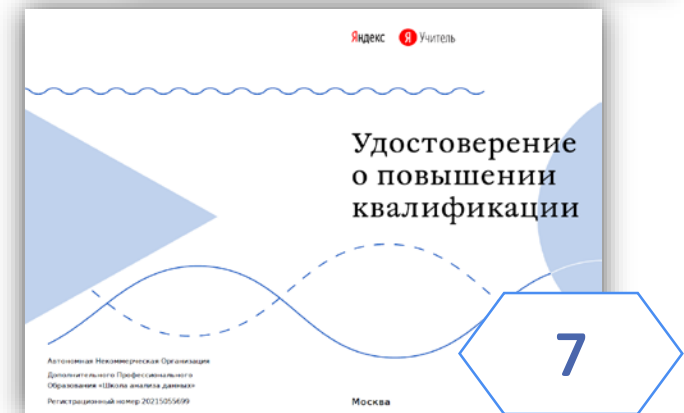 Яндекс Я Учитель
Удостоверение
о повышении
квалификации
7
Автономная Некоммерческая Организация
Дополнительного Профессионального
Образования «Школа анализа данных»
Регистрационный номер 20215055699
Москва